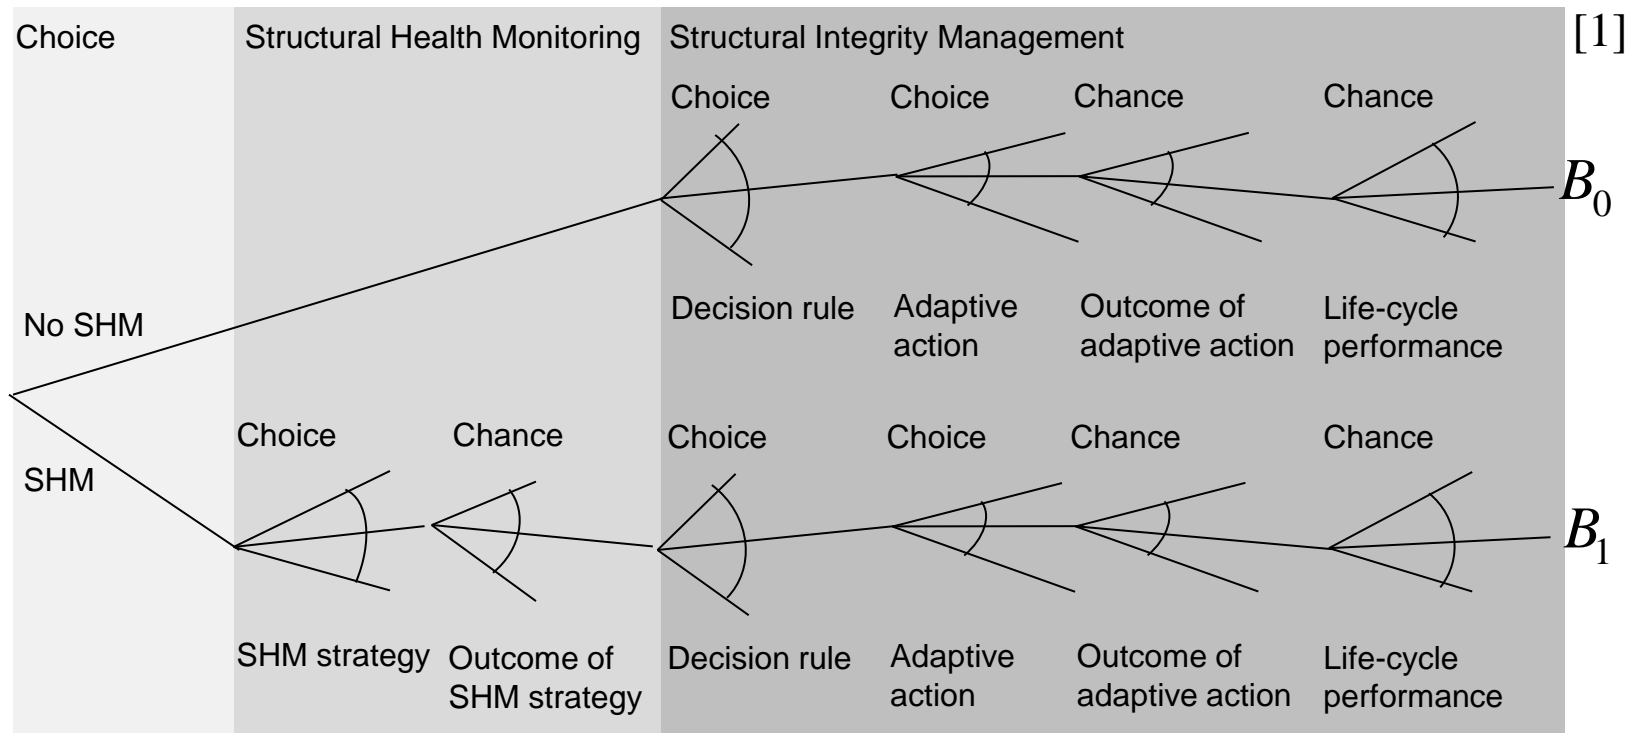 Choice
Structural Health Monitoring
Structural Integrity Management
[1]
Choice
Choice
Chance
Chance
B0
Decision rule
Adaptive
action
Outcome of
adaptive action
Life-cycle
performance
No SHM
SHM
Choice
Chance
Choice
Choice
Chance
Chance
B1
SHM strategy
Outcome of
SHM strategy
Decision rule
Adaptive
action
Outcome of
adaptive action
Life-cycle
performance